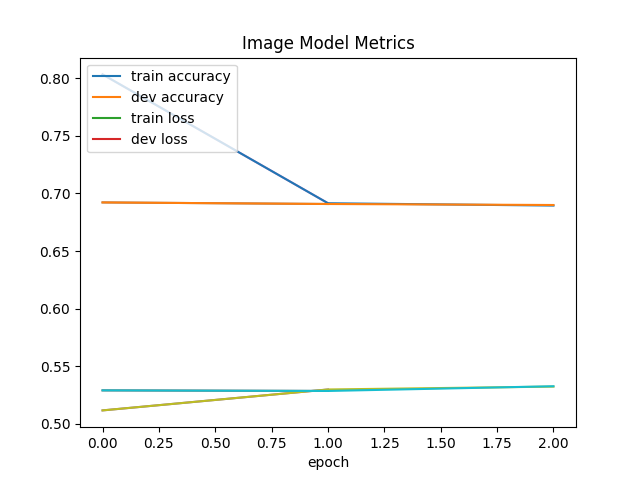 Image Model Metrics
train accuracy
dev accuracy
train loss
dev loss
0.80
0.75
0.70
0.65
0.60
0.55
0.50
0.00 0.25 0.50 0.75 1.00 1.25 1.50 1.75 2.00
epoch